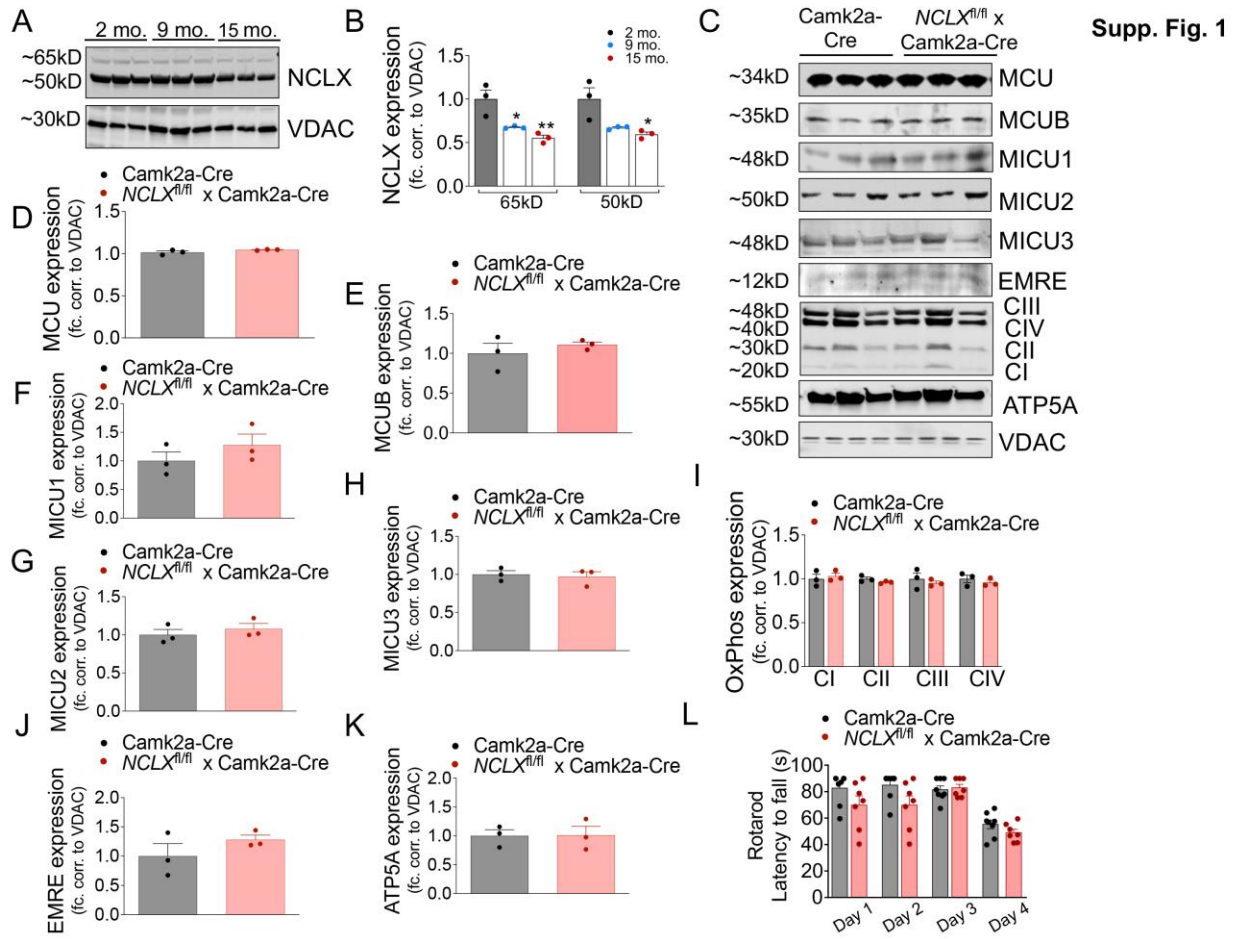 Supp. Fig. 1
A
2 mo. 9 mo. 15 mo.
~65kD
~50kD
NCLX
~30kD
VDAC
B
2 mo.
9 mo.
15 mo.
NCLX expression
(fc. corr. to VDAC)
1.5
1.0
0.5
0.0
* ** *
65kD 50kD
C
Camk2a-
Cre
NCLXfl/fl x
Camk2a-Cre
~34kD MCU
~35kD MCUB
~48kD MICU1
~50kD MICU2
~48kD MICU3
~12kD EMRE
~48kD CIII
~40kD CIV
~30kD CII
~20kD CI
~55kD ATP5A
~30kD VDAC
D
Camk2a-Cre
NCLXfl/fl x Camk2a-Cre
MCU expression
(fc. corr. to VDAC)
1.5
1.0
0.5
0.0
E
Camk2a-Cre
NCLXfl/fl x Camk2a-Cre
MCUB expression
(fc. corr. to VDAC)
1.5
1.0
0.5
0.0
F
Camk2a-Cre
NCLXfl/fl x Camk2a-Cre
MICU1 expression
(fc. corr. to VDAC)
2.0
1.5
1.0
0.5
0.0
G
Camk2a-Cre
NCLXfl/fl x Camk2a-Cre
MICU2 expression
(fc. corr. to VDAC)
1.5
1.0
0.5
0.0
H
Camk2a-Cre
NCLXfl/fl x Camk2a-Cre
MICU3 expression
(fc. corr. to VDAC)
1.5
1.0
0.5
0.0
I
Camk2a-Cre
NCLXfl/fl x Camk2a-Cre
OxPhos expression
(fc. corr. to VDAC)
1.5
1.0
0.5
0.0
CI CII CIII CIV
J
Camk2a-Cre
NCLXfl/fl x Camk2a-Cre
EMRE expression
(fc. corr. to VDAC)
2.0
1.5
1.0
0.5
0.0
K
Camk2a-Cre
NCLXfl/fl x Camk2a-Cre
ATP5A expression
(fc. corr. to VDAC)
2.0
1.5
1.0
0.5
0.0
L
Camk2a-Cre
NCLXfl/fl x Camk2a-Cre
Rotarod
Latency to fall (s)
100
80
60
40
20
0
Day 1 Day 2 Day 3 Day 4